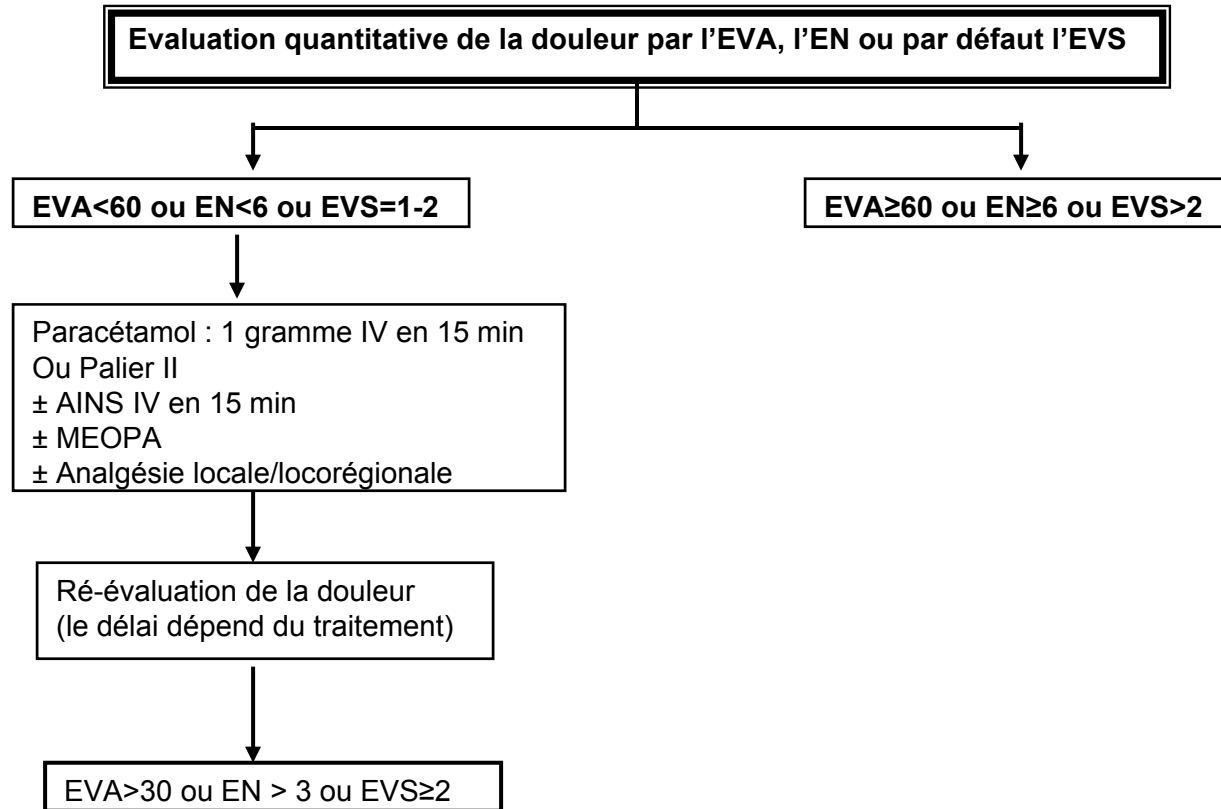 Evaluation quantitative de la douleur par l’EVA, l’EN ou par défaut l’EVS
EVA<60 ou EN<6 ou EVS=1-2
EVA≥60 ou EN≥6 ou EVS>2
Paracétamol : 1 gramme IV en 15 min
Ou Palier II
± AINS IV en 15 min
± MEOPA
± Analgésie locale/locorégionale
Ré-évaluation de la douleur
(le délai dépend du traitement)
EVA>30 ou EN > 3 ou EVS≥2